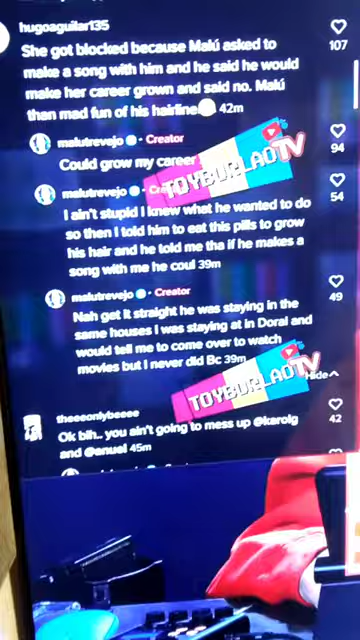 hugoaguilar135
She got blocked because Malú asked to
make a song with him and he said he would
make her career grown and said no. Malú
than mad fun of his hairline 42m
107
malutrevejo · Creator
Could grow my career
94
malutrevejo
54
I ain't stupid I knew what he wanted to do
so then I told him to eat this pills to grow
his hair and he told me tha if he makes a
song with me he coul 39m
malutrevejo · Creator
Nah get it straight he was staying in the
same houses I was staying at in Doral and
would tell me to come over to watch
movies but I never did Bc 39m
49
TOYBURLAOTV
TOYBURLAOTV
Hide
theeeonlybeeee
Ok bih.. you ain't going to mess up @karolg
and @anuel 45m
42